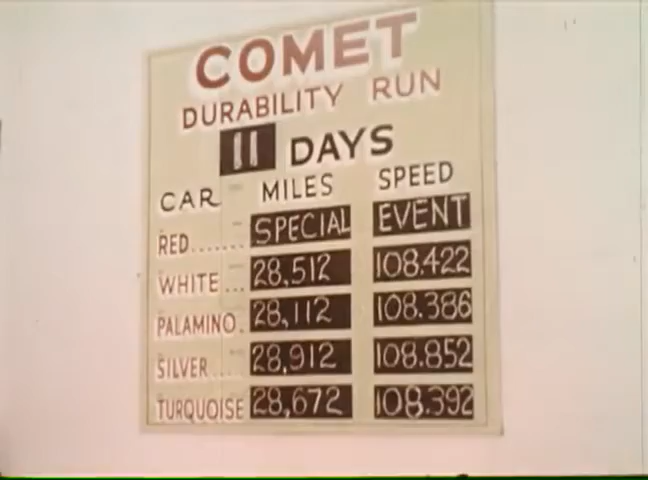 COMET
DURABILITY RUN
11 DAYS
CAR MILES SPEED
RED....... SPECIAL EVENT
WHITE... 28,512 108.422
PALAMINO. 28,112 108.386
SILVER.... 28,912 108.852
TURQUOISE 28,672 108.392